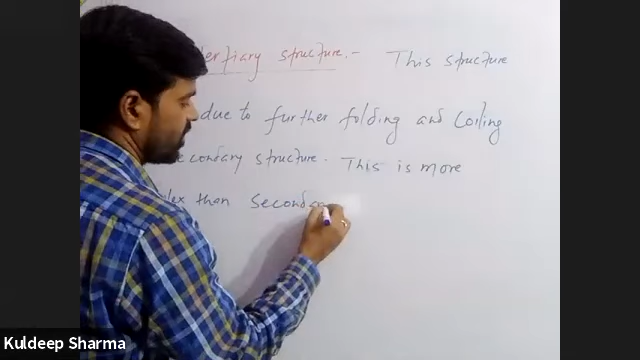 ertiary structure.- This structure
due to further folding and coiling
econdary structure. This is more
lex than Secondar
Kuldeep Sharma